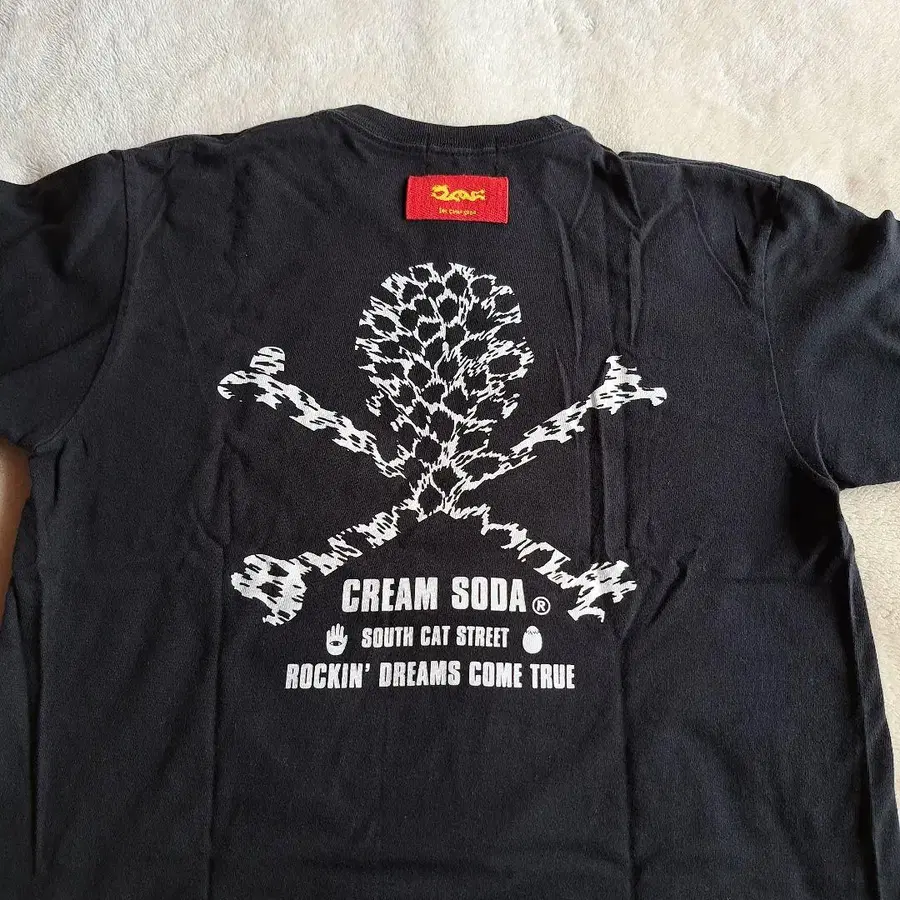 CREAM SODA ®
SOUTH CAT STREET
ROCKIN' DREAMS COME TRUE